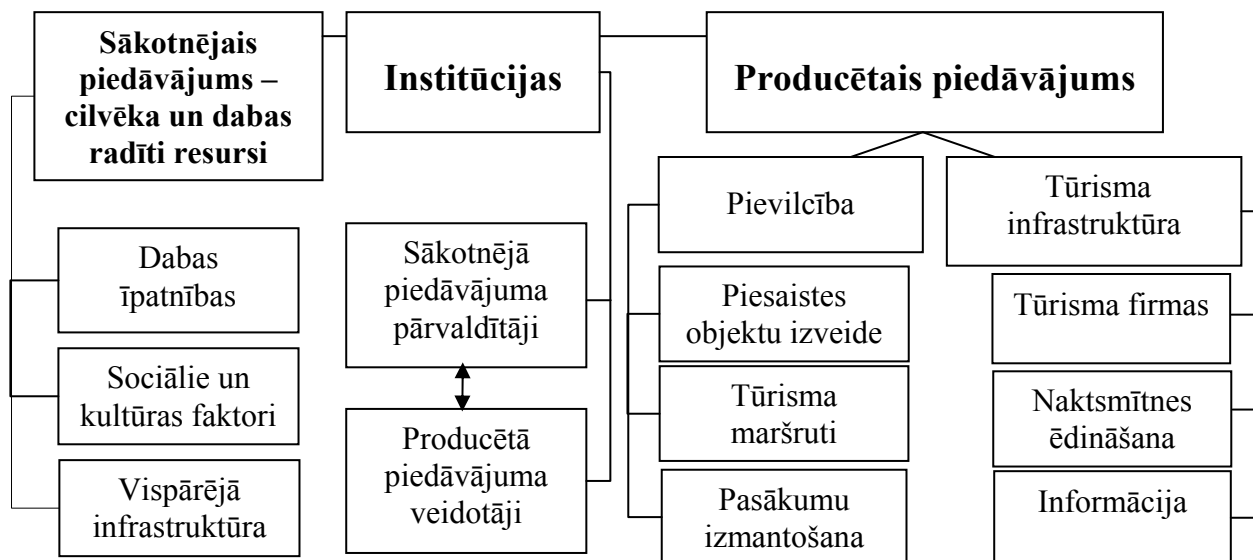 Sākotnējais
piedāvājums –
cilvēka un dabas
radīti resursi
Institūcijas
Producētais piedāvājums
Dabas
īpatnības
Sociālie un
kultūras faktori
Vispārējā
infrastruktūra
Sākotnējā
piedāvājuma
pārvaldītāji
Producētā
piedāvājuma
veidotāji
Pievilcība
Piesaistes
objektu izveide
Tūrisma
maršruti
Pasākumu
izmantošana
Tūrisma
infrastruktūra
Tūrisma firmas
Naktsmītnes
ēdināšana
Informācija